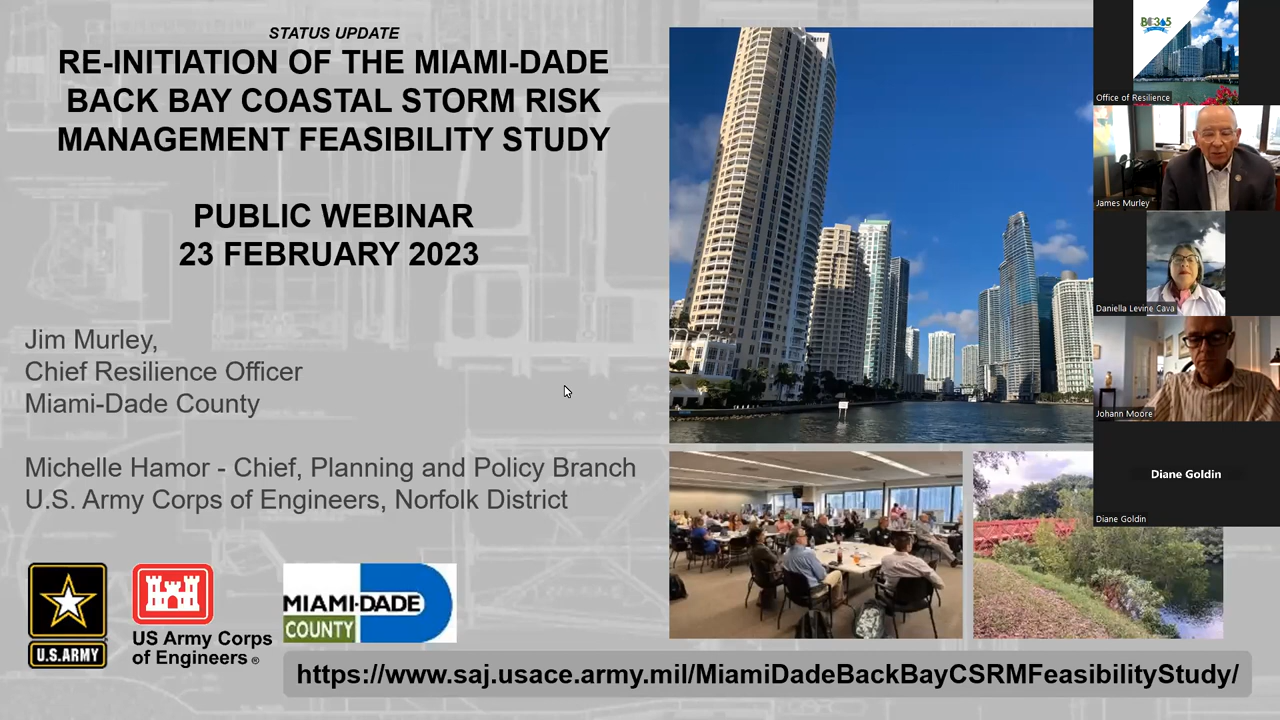 STATUS UPDATE
RE-INITIATION OF THE MIAMI-DADE
BACK BAY COASTAL STORM RISK
MANAGEMENT FEASIBILITY STUDY
PUBLIC WEBINAR
23 FEBRUARY 2023
Jim Murley,
Chief Resilience Officer
Miami-Dade County
Michelle Hamor - Chief, Planning and Policy Branch
U.S. Army Corps of Engineers, Norfolk District
U.S.ARMY
US Army Corps
of Engineers ®
MIAMI-DADE
COUNTY
https://www.saj.usace.army.mil/MiamiDadeBackBayCSRMFeasibilityStudy/
Office of Resilience
James Murley
Daniella Levine Cava
Johann Moore
Diane Goldin
Diane Goldin